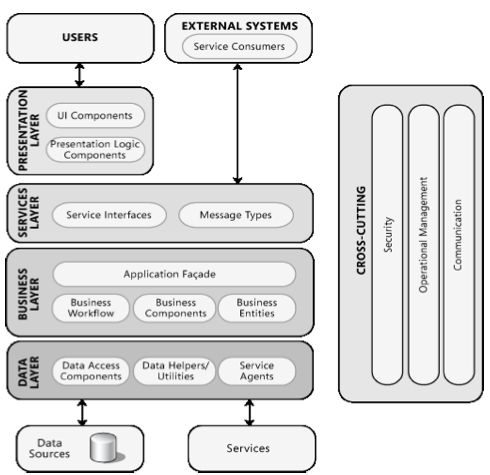 USERS
EXTERNAL SYSTEMS
Service Consumers
PRESENTATION
LAYER
UI Components
Presentation Logic
Components
SERVICES
LAYER
Service Interfaces
Message Types
BUSINESS
LAYER
Application Façade
Business
Workflow
Business
Components
Business
Entities
DATA
LAYER
Data Access
Components
Data Helpers/
Utilities
Service
Agents
Data
Sources
Services
CROSS-CUTTING
Security
Operational Management
Communication